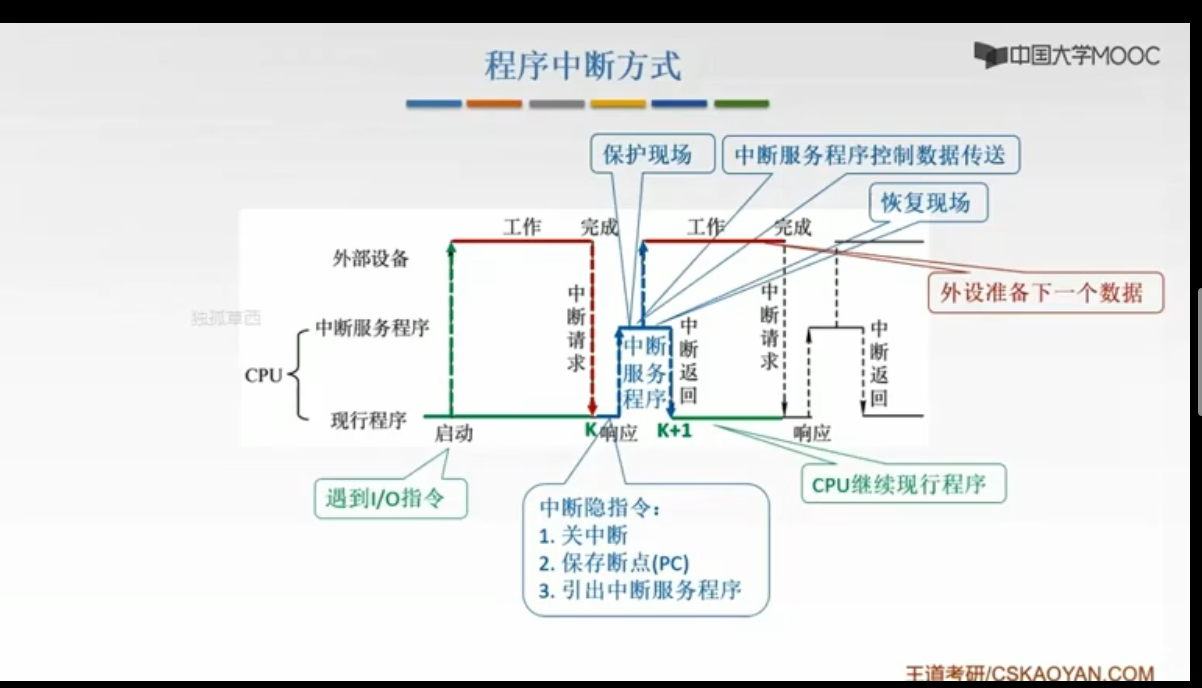 程序中断方式
中国大学MOOC
保护现场
中断服务程序控制数据传送
恢复现场
工作
完成
工作
完成
外部设备
外设准备下一个数据
独孤草西
中断请求
中断请求
中断服务程序
中断服务程序
中断返回
中断返回
CPU
现行程序
启动
K
响应
K+1
响应
遇到I/O指令
CPU继续现行程序
中断隐指令：
1. 关中断
2. 保存断点(PC)
3. 引出中断服务程序
王道考研/CSKAOYAN.COM